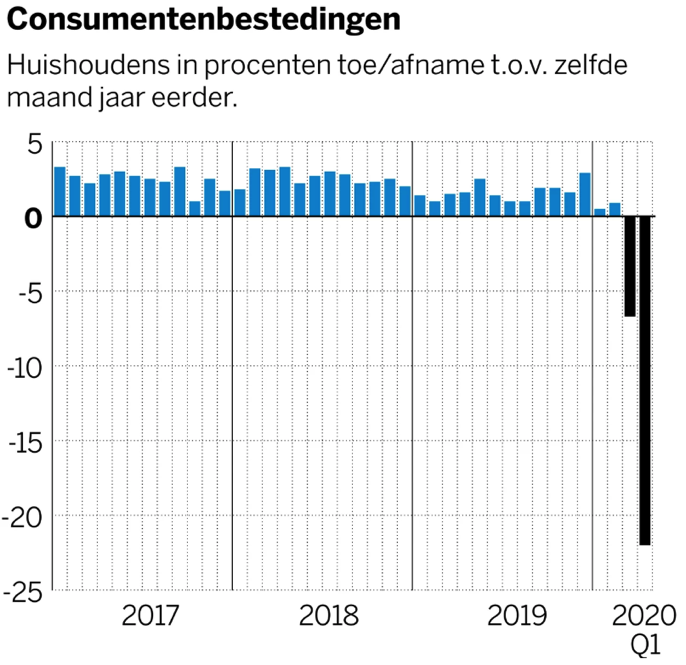 Consumentenbestedingen
Huishoudens in procenten toe/afname t.o.v. zelfde
maand jaar eerder.
5
0
-5
-10
-15
-20
-25
2017 2018 2019 2020
Q1